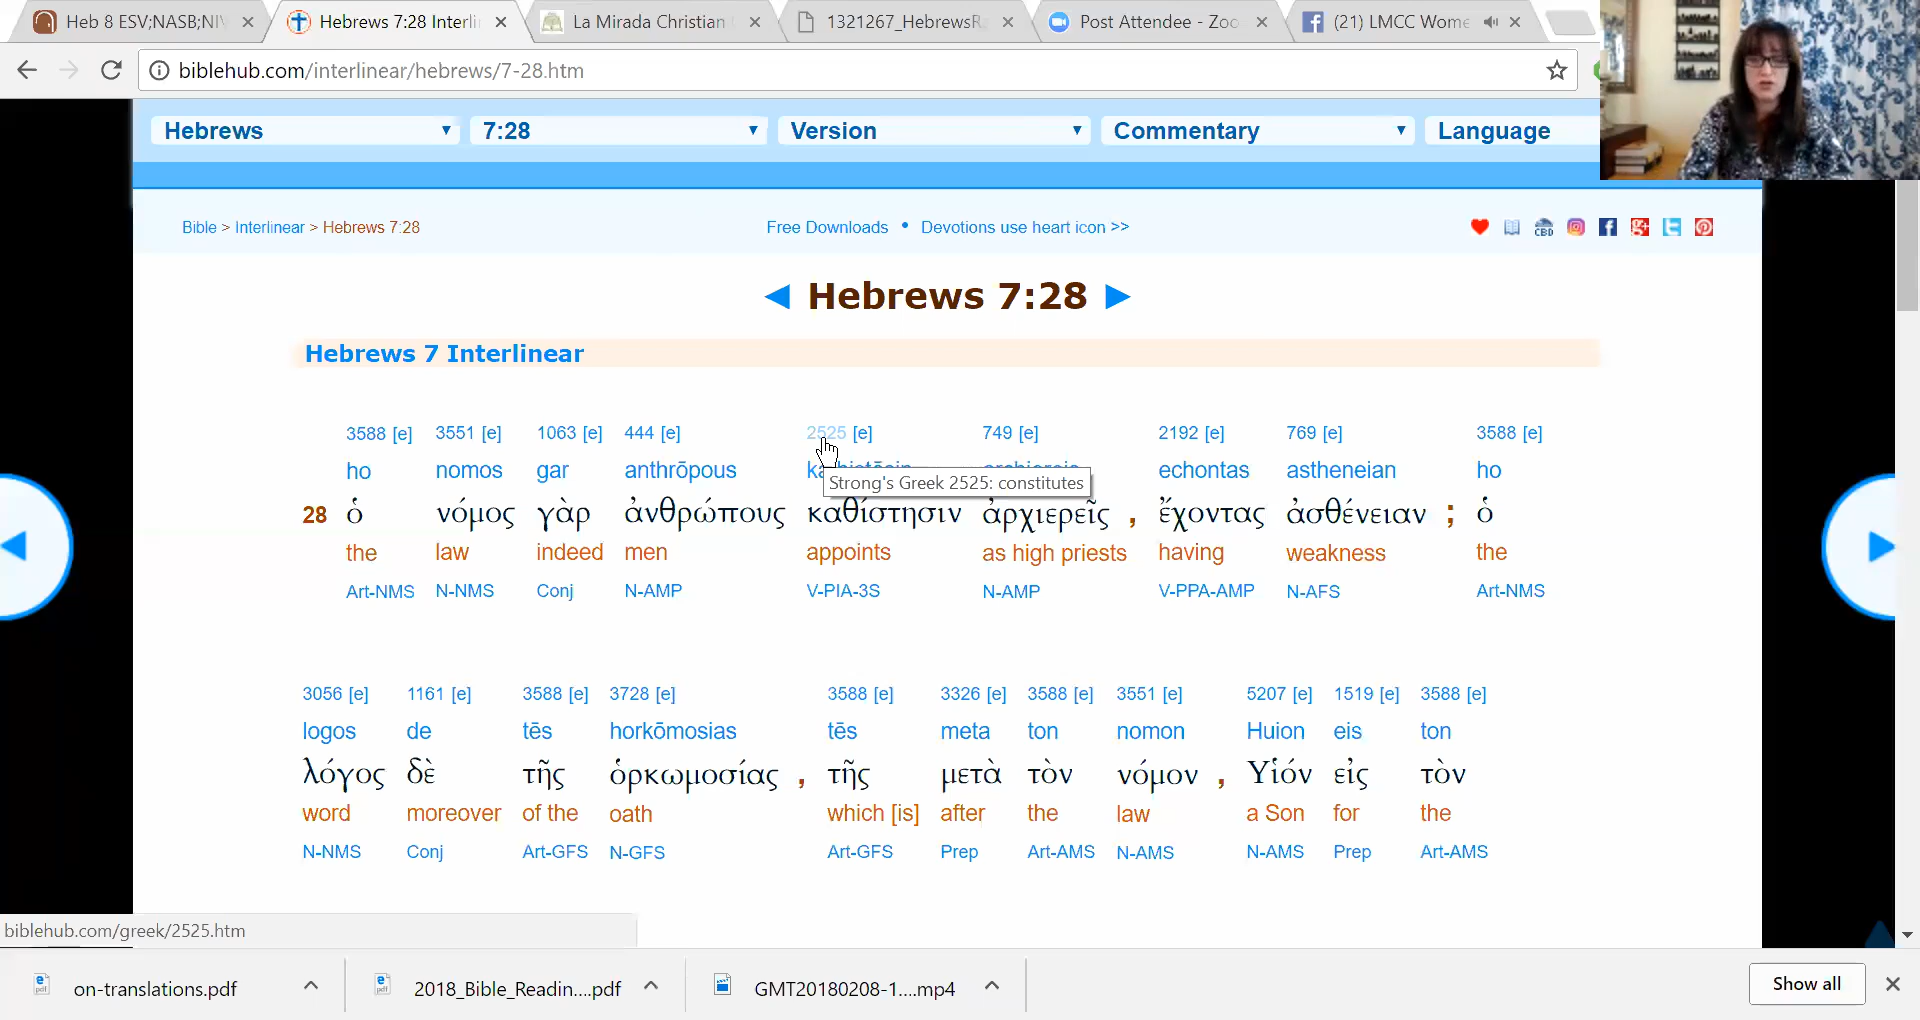 Heb 8 ESV;NASB;NIV
Hebrews 7:28 Interli
La Mirada Christian
1321267_HebrewsR
Post Attendee - Zoo
(21) LMCC Wome
biblehub.com/interlinear/hebrews/7-28.htm
Hebrews 7:28 Version Commentary Language
Bible > Interlinear > Hebrews 7:28
Free Downloads • Devotions use heart icon >>
CBD
◄ Hebrews 7:28 ►
Hebrews 7 Interlinear
3588 [e] 3551 [e] 1063 [e] 444 [e] 2525 [e] 749 [e] 2192 [e] 769 [e] 3588 [e]
ho nomos gar anthrōpous kathistēsin archiereis echontas astheneian ho
Strong's Greek 2525: constitutes
28 ὁ νόμος γὰρ ἀνθρώπους καθίστησιν ἀρχιερεῖς , ἔχοντας ἀσθένειαν ; ὁ
the law indeed men appoints as high priests having weakness the
Art-NMS N-NMS Conj N-AMP V-PIA-3S N-AMP V-PPA-AMP N-AFS Art-NMS
3056 [e] 1161 [e] 3588 [e] 3728 [e] 3588 [e] 3326 [e] 3588 [e] 3551 [e] 5207 [e] 1519 [e] 3588 [e]
logos de tēs horkōmosias tēs meta ton nomon Huion eis ton
λόγος δὲ τῆς ὁρκωμοσίας , τῆς μετὰ τὸν νόμον , Υἱόν εἰς τὸν
word moreover of the oath which [is] after the law a Son for the
N-NMS Conj Art-GFS N-GFS Art-GFS Prep Art-AMS N-AMS N-AMS Prep Art-AMS
biblehub.com/greek/2525.htm
on-translations.pdf
2018_Bible_Readin....pdf
GMT20180208-1....mp4
Show all